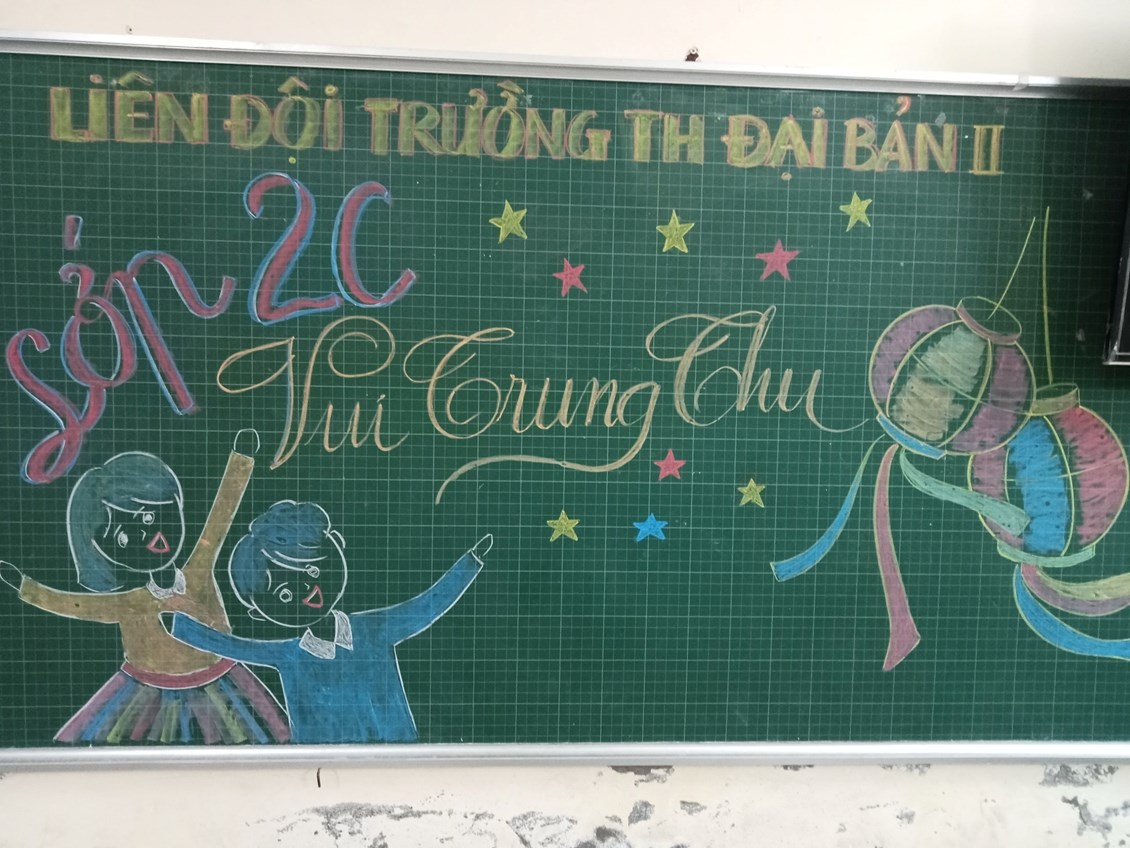 LIÊN ĐỘI TRƯỜNG TH ĐẠI BẢN II
Lớp 2C
Vui Trung Thu